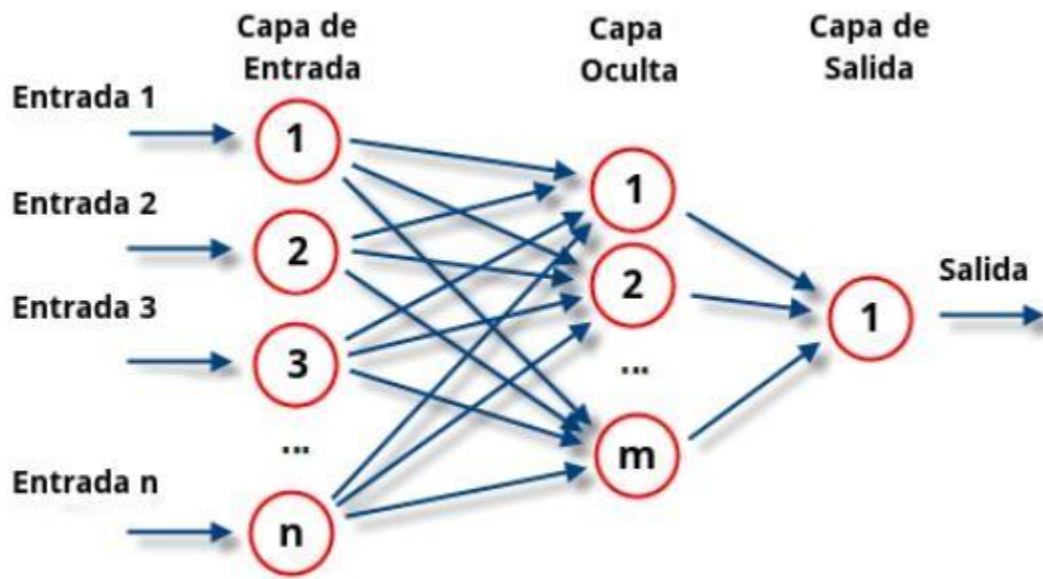 Capa de
Entrada
Capa
Oculta
Capa de
Salida
Entrada 1
1
Entrada 2
2
Entrada 3
3
...
Entrada n
n
1
2
...
m
1
Salida